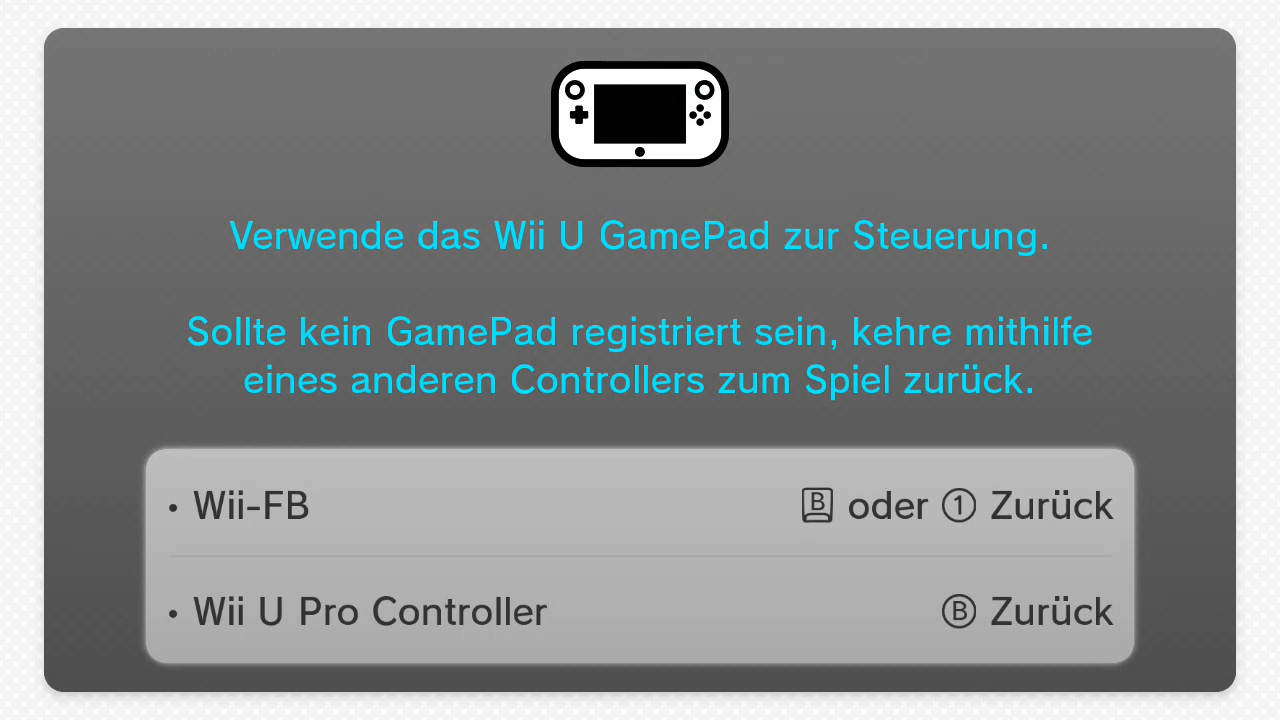 Verwende das Wii U GamePad zur Steuerung.
Sollte kein GamePad registriert sein, kehre mithilfe
eines anderen Controllers zum Spiel zurück.
• Wii-FB B oder 1 Zurück
• Wii U Pro Controller B Zurück